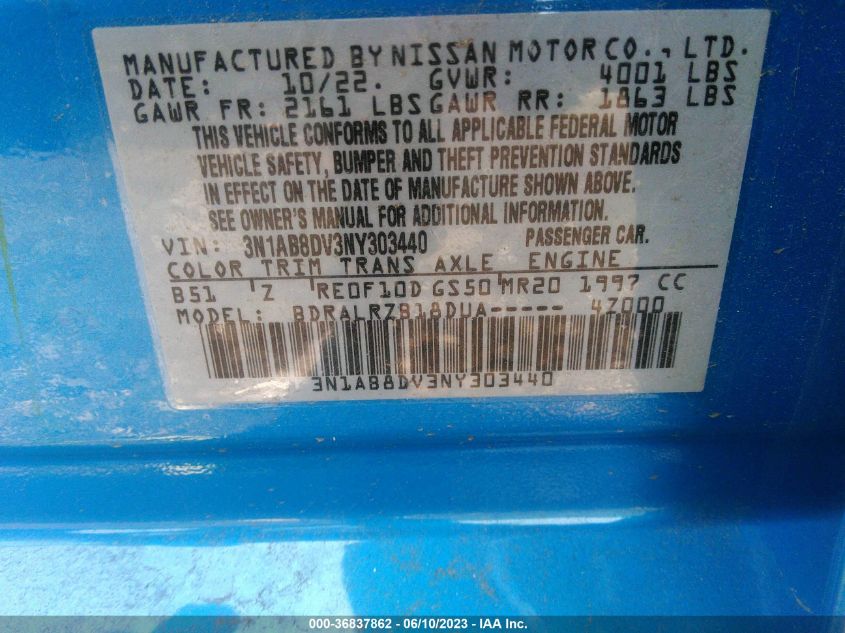 MANUFACTURED BY NISSAN MOTOR CO., LTD.
DATE: 10/22. GVWR: 4001 LBS
GAWR FR: 2161 LBS GAWR RR: 1863 LBS
THIS VEHICLE CONFORMS TO ALL APPLICABLE FEDERAL MOTOR
VEHICLE SAFETY, BUMPER AND THEFT PREVENTION STANDARDS
IN EFFECT ON THE DATE OF MANUFACTURE SHOWN ABOVE.
SEE OWNER'S MANUAL FOR ADDITIONAL INFORMATION.
VIN: 3N1AB8DV3NY303440 PASSENGER CAR.
COLOR TRIM TRANS AXLE ENGINE
B51 Z RE0F10D GS50 MR20 1997 CC
MODEL: BDRALRZB18DUA----- 4Z000
3N1AB8DV3NY303440
000-36837862 - 06/10/2023 - IAA Inc.